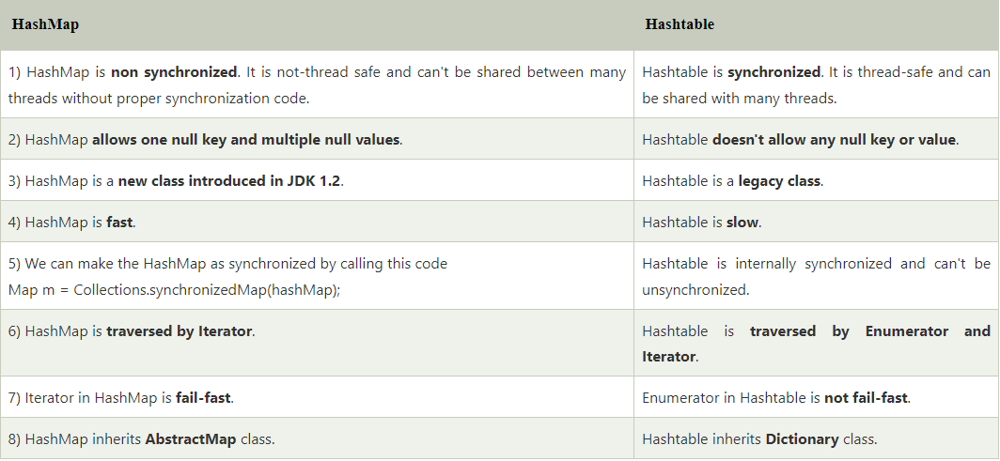 HashMap
Hashtable
1) HashMap is non synchronized. It is not-thread safe and can't be shared between many
threads without proper synchronization code.
Hashtable is synchronized. It is thread-safe and can
be shared with many threads.
2) HashMap allows one null key and multiple null values.
Hashtable doesn't allow any null key or value.
3) HashMap is a new class introduced in JDK 1.2.
Hashtable is a legacy class.
4) HashMap is fast.
Hashtable is slow.
5) We can make the HashMap as synchronized by calling this code
Map m = Collections.synchronizedMap(hashMap);
Hashtable is internally synchronized and can't be
unsynchronized.
6) HashMap is traversed by Iterator.
Hashtable is traversed by Enumerator and
Iterator.
7) Iterator in HashMap is fail-fast.
Enumerator in Hashtable is not fail-fast.
8) HashMap inherits AbstractMap class.
Hashtable inherits Dictionary class.